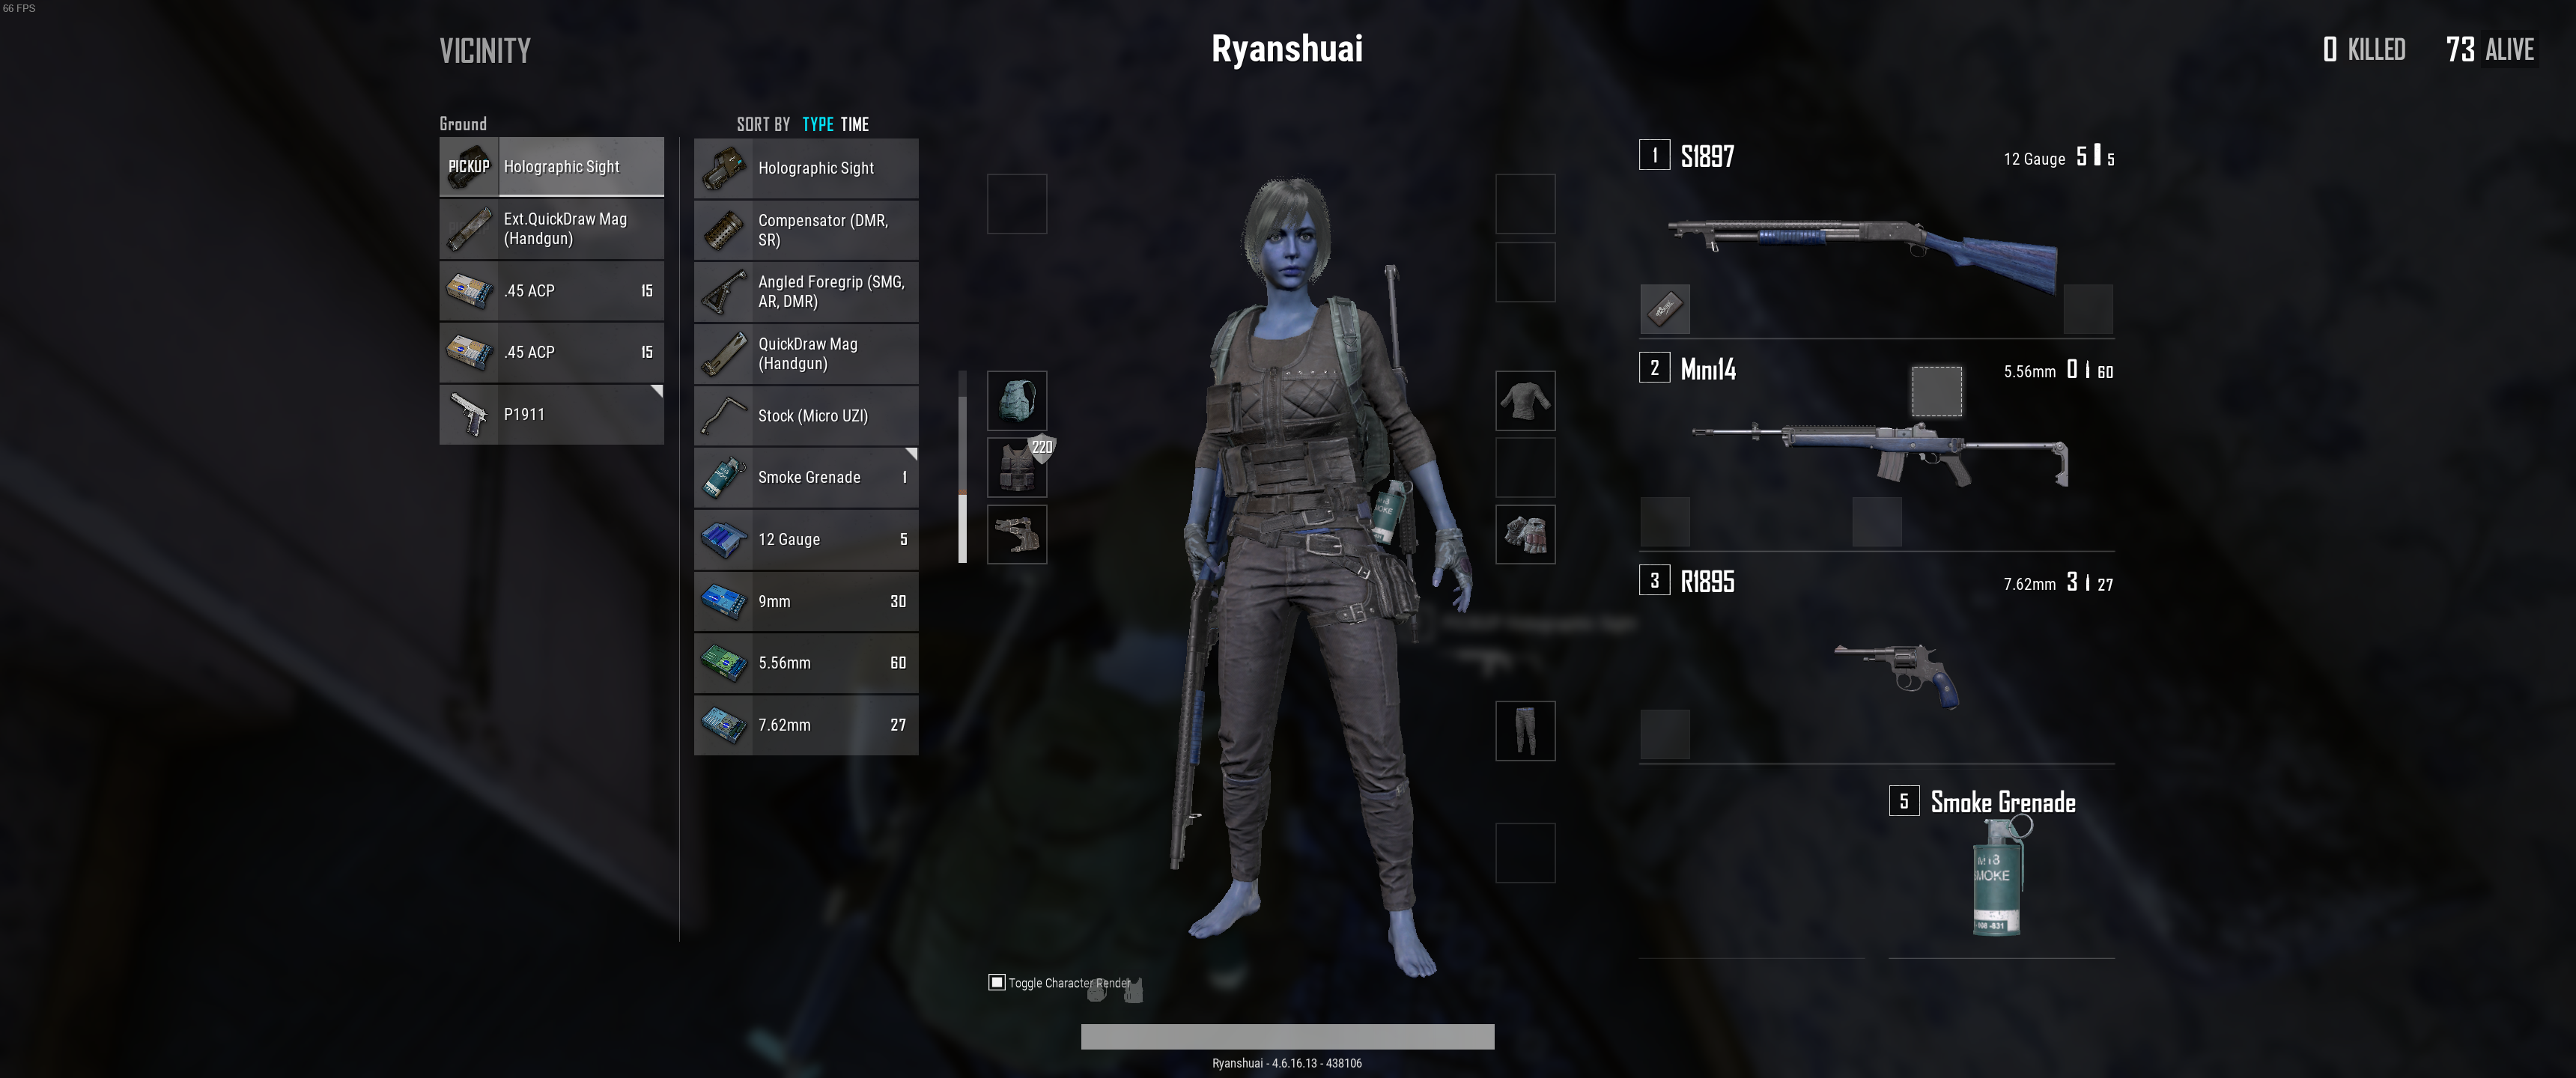 66 FPS
VICINITY
Ryanshuai
0 KILLED 73 ALIVE
Ground
SORT BY TYPE TIME
PICKUP Holographic Sight
Ext.QuickDraw Mag
(Handgun)
.45 ACP 15
.45 ACP 15
P1911
Holographic Sight
Compensator (DMR,
SR)
Angled Foregrip (SMG,
AR, DMR)
QuickDraw Mag
(Handgun)
Stock (Micro UZI)
Smoke Grenade 1
12 Gauge 5
9mm 30
5.56mm 60
7.62mm 27
220
1 S1897 12 Gauge 5 5
2 Mini14 5.56mm 0 60
3 R1895 7.62mm 3 27
5 Smoke Grenade
M18
SMOKE
Toggle Character Render
Ryanshuai - 4.6.16.13 - 438106